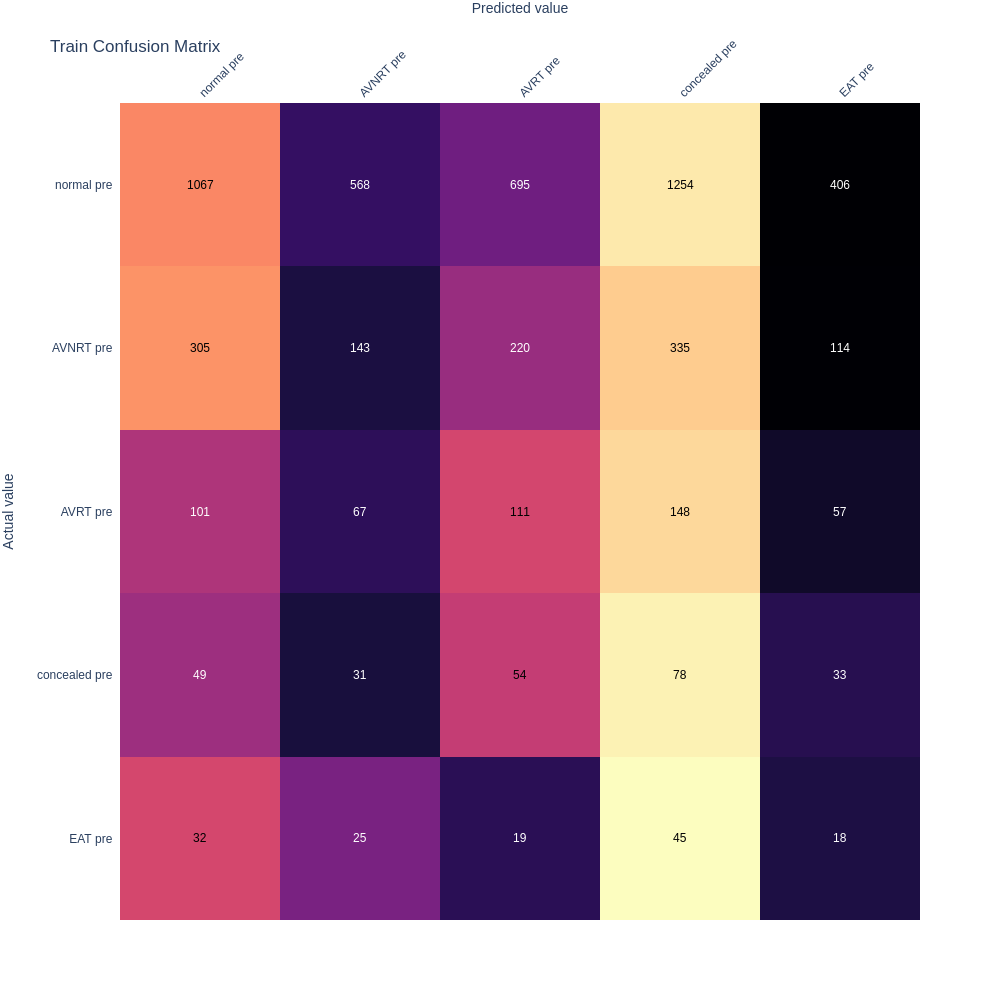 Predicted value
Train Confusion Matrix
normal pre AVNRT pre AVRT pre concealed pre EAT pre
normal pre 1067 568 695 1254 406
AVNRT pre 305 143 220 335 114
AVRT pre 101 67 111 148 57
concealed pre 49 31 54 78 33
EAT pre 32 25 19 45 18
Actual value